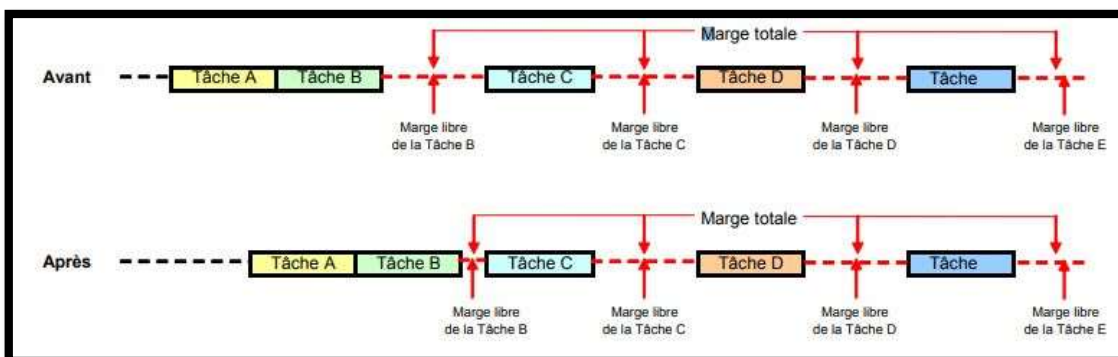 Marge totale
Avant Tâche A Tâche B Tâche C Tâche D Tâche
Marge libre de la Tâche B
Marge libre de la Tâche C
Marge libre de la Tâche D
Marge libre de la Tâche E
Marge totale
Après Tâche A Tâche B Tâche C Tâche D Tâche
Marge libre de la Tâche B
Marge libre de la Tâche C
Marge libre de la Tâche D
Marge libre de la Tâche E